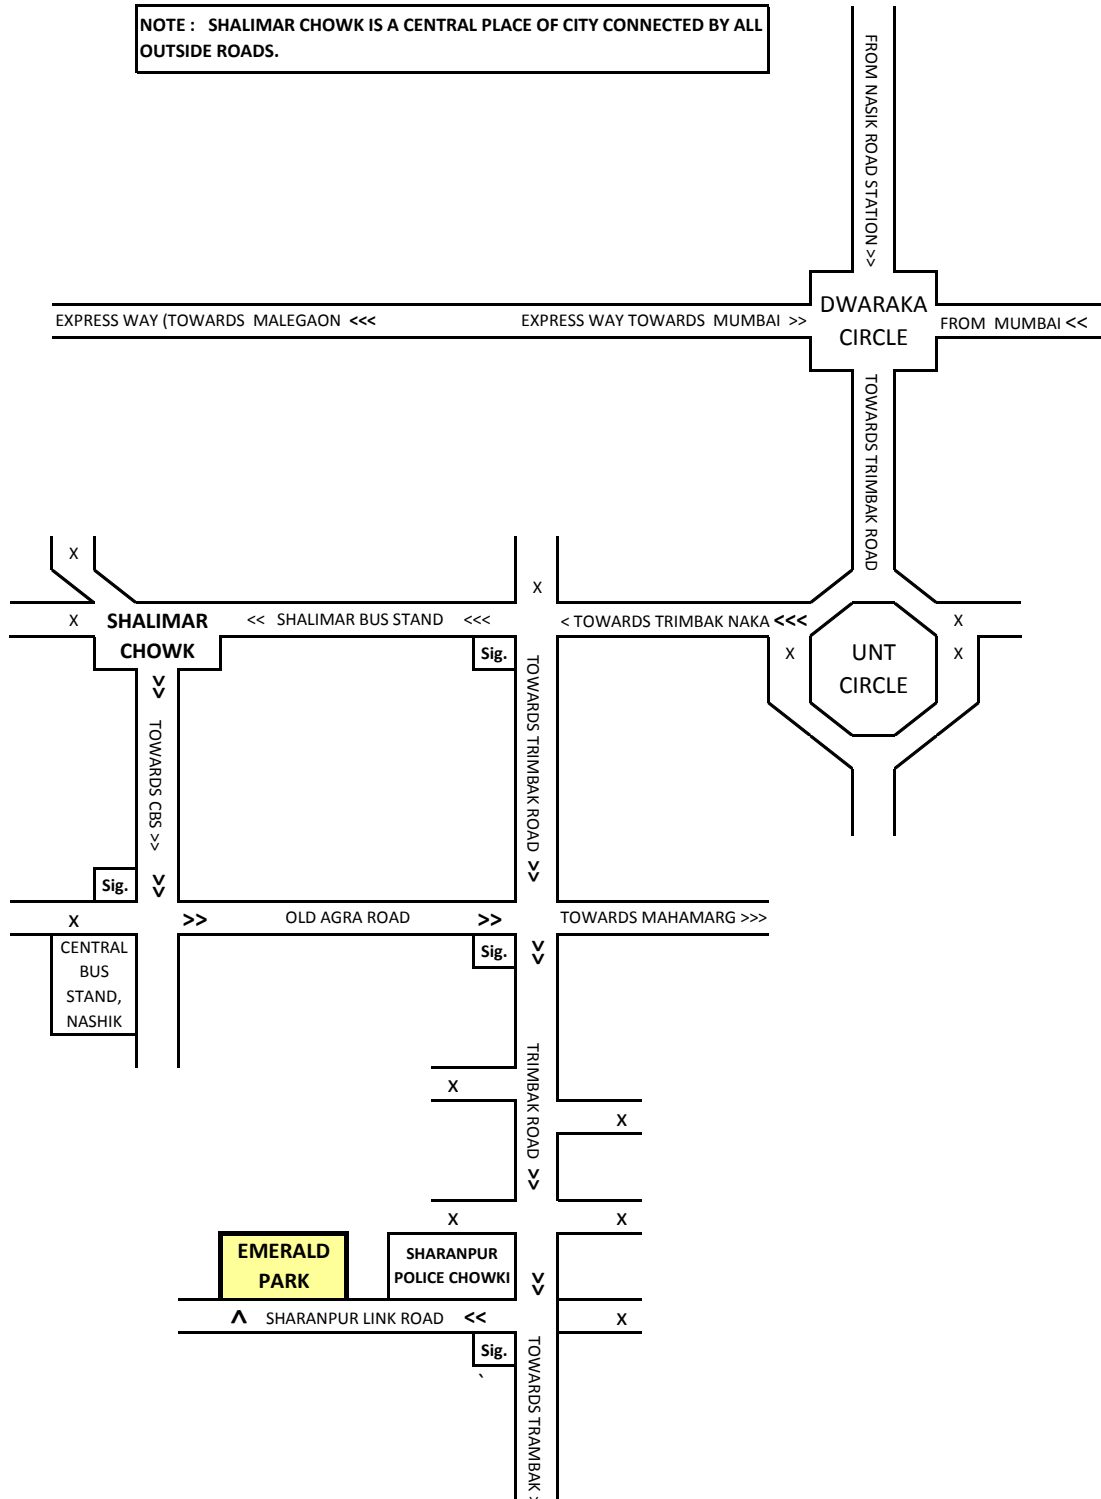 NOTE :   SHALIMAR CHOWK IS A CENTRAL PLACE OF CITY CONNECTED BY ALL
OUTSIDE ROADS.
FROM NASIK ROAD STATION >>
DWARAKA
CIRCLE
EXPRESS WAY (TOWARDS  MALEGAON  <<<
EXPRESS WAY TOWARDS  MUMBAI  >>
FROM  MUMBAI <<
TOWARDS TRIMBAK ROAD
X
X
X
SHALIMAR
CHOWK
<<   SHALIMAR BUS STAND    <<<
< TOWARDS TRIMBAK NAKA <<<
X
Sig.
X
UNT
CIRCLE
X
>>
TOWARDS CBS >>
>>
TOWARDS TRIMBAK ROAD >>
Sig.
X
>>
OLD AGRA ROAD
>>
TOWARDS MAHAMARG >>>
CENTRAL
BUS
STAND,
NASHIK
Sig.
>>
TRIMBAK ROAD >>
X
X
X
X
EMERALD
PARK
SHARANPUR
POLICE CHOWKI
>>
^   SHARANPUR LINK ROAD    <<
X
Sig.
`
TOWARDS TRAMBAK >